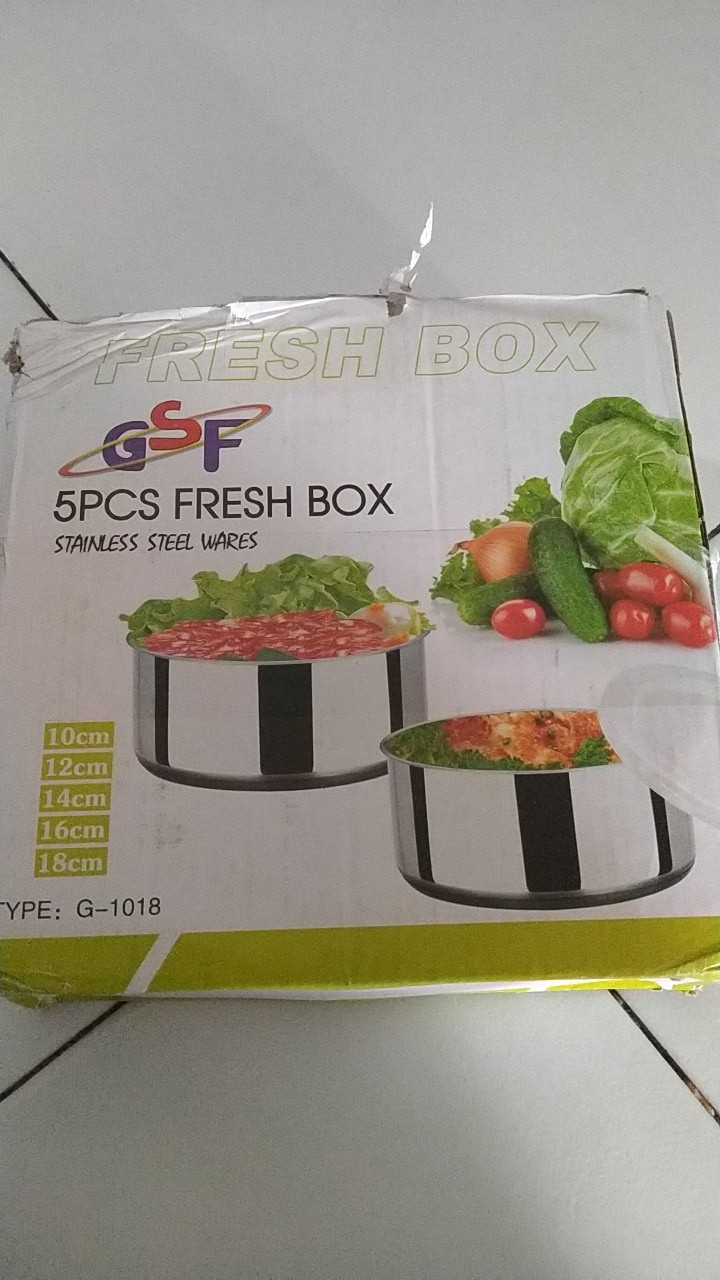 FRESH BOX
GSF
5PCS FRESH BOX
STAINLESS STEEL WARES
10cm
12cm
14cm
16cm
18cm
TYPE: G-1018